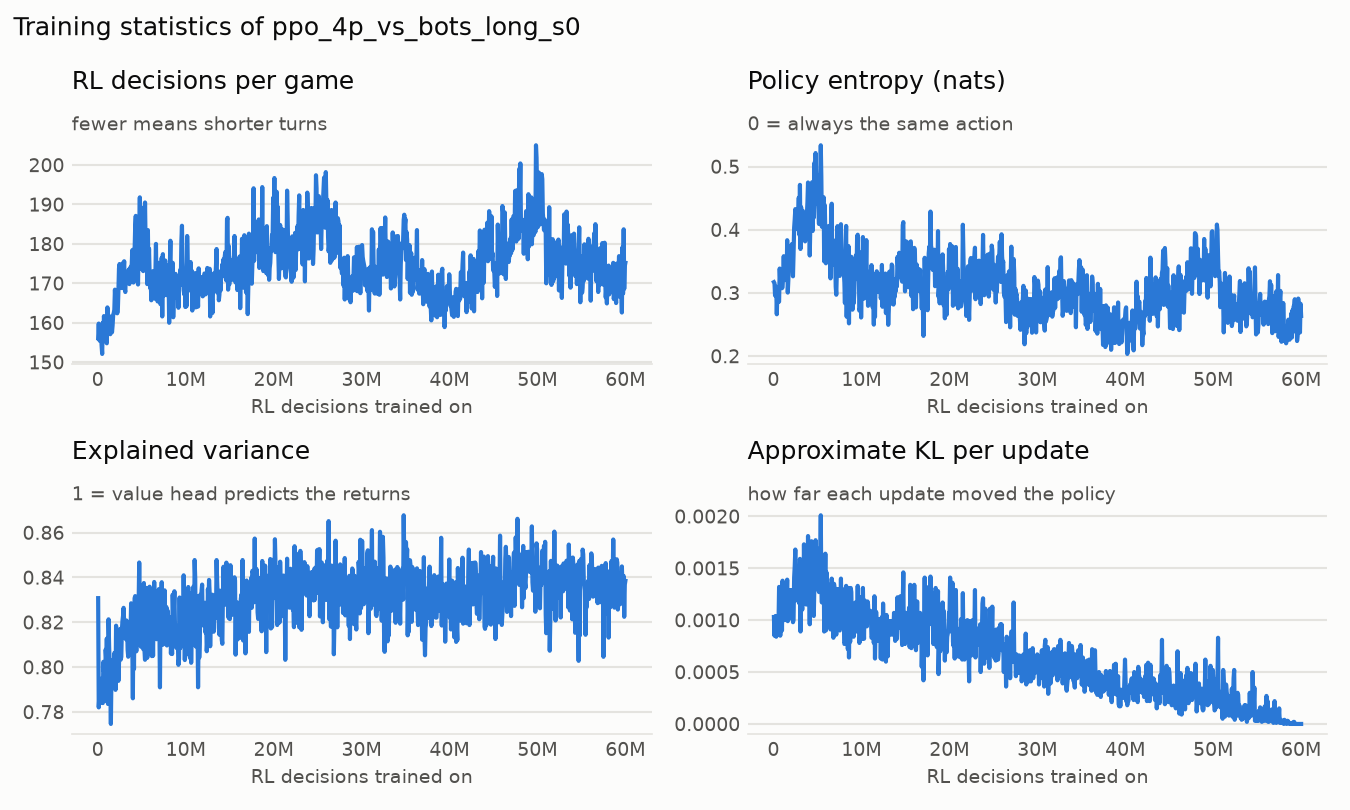 Training statistics of ppo_4p_vs_bots_long_s0
RL decisions per game
fewer means shorter turns
200
190
180
170
160
150
0 10M 20M 30M 40M 50M 60M
RL decisions trained on
Policy entropy (nats)
0 = always the same action
0.5
0.4
0.3
0.2
0 10M 20M 30M 40M 50M 60M
RL decisions trained on
Explained variance
1 = value head predicts the returns
0.86
0.84
0.82
0.80
0.78
0 10M 20M 30M 40M 50M 60M
RL decisions trained on
Approximate KL per update
how far each update moved the policy
0.0020
0.0015
0.0010
0.0005
0.0000
0 10M 20M 30M 40M 50M 60M
RL decisions trained on